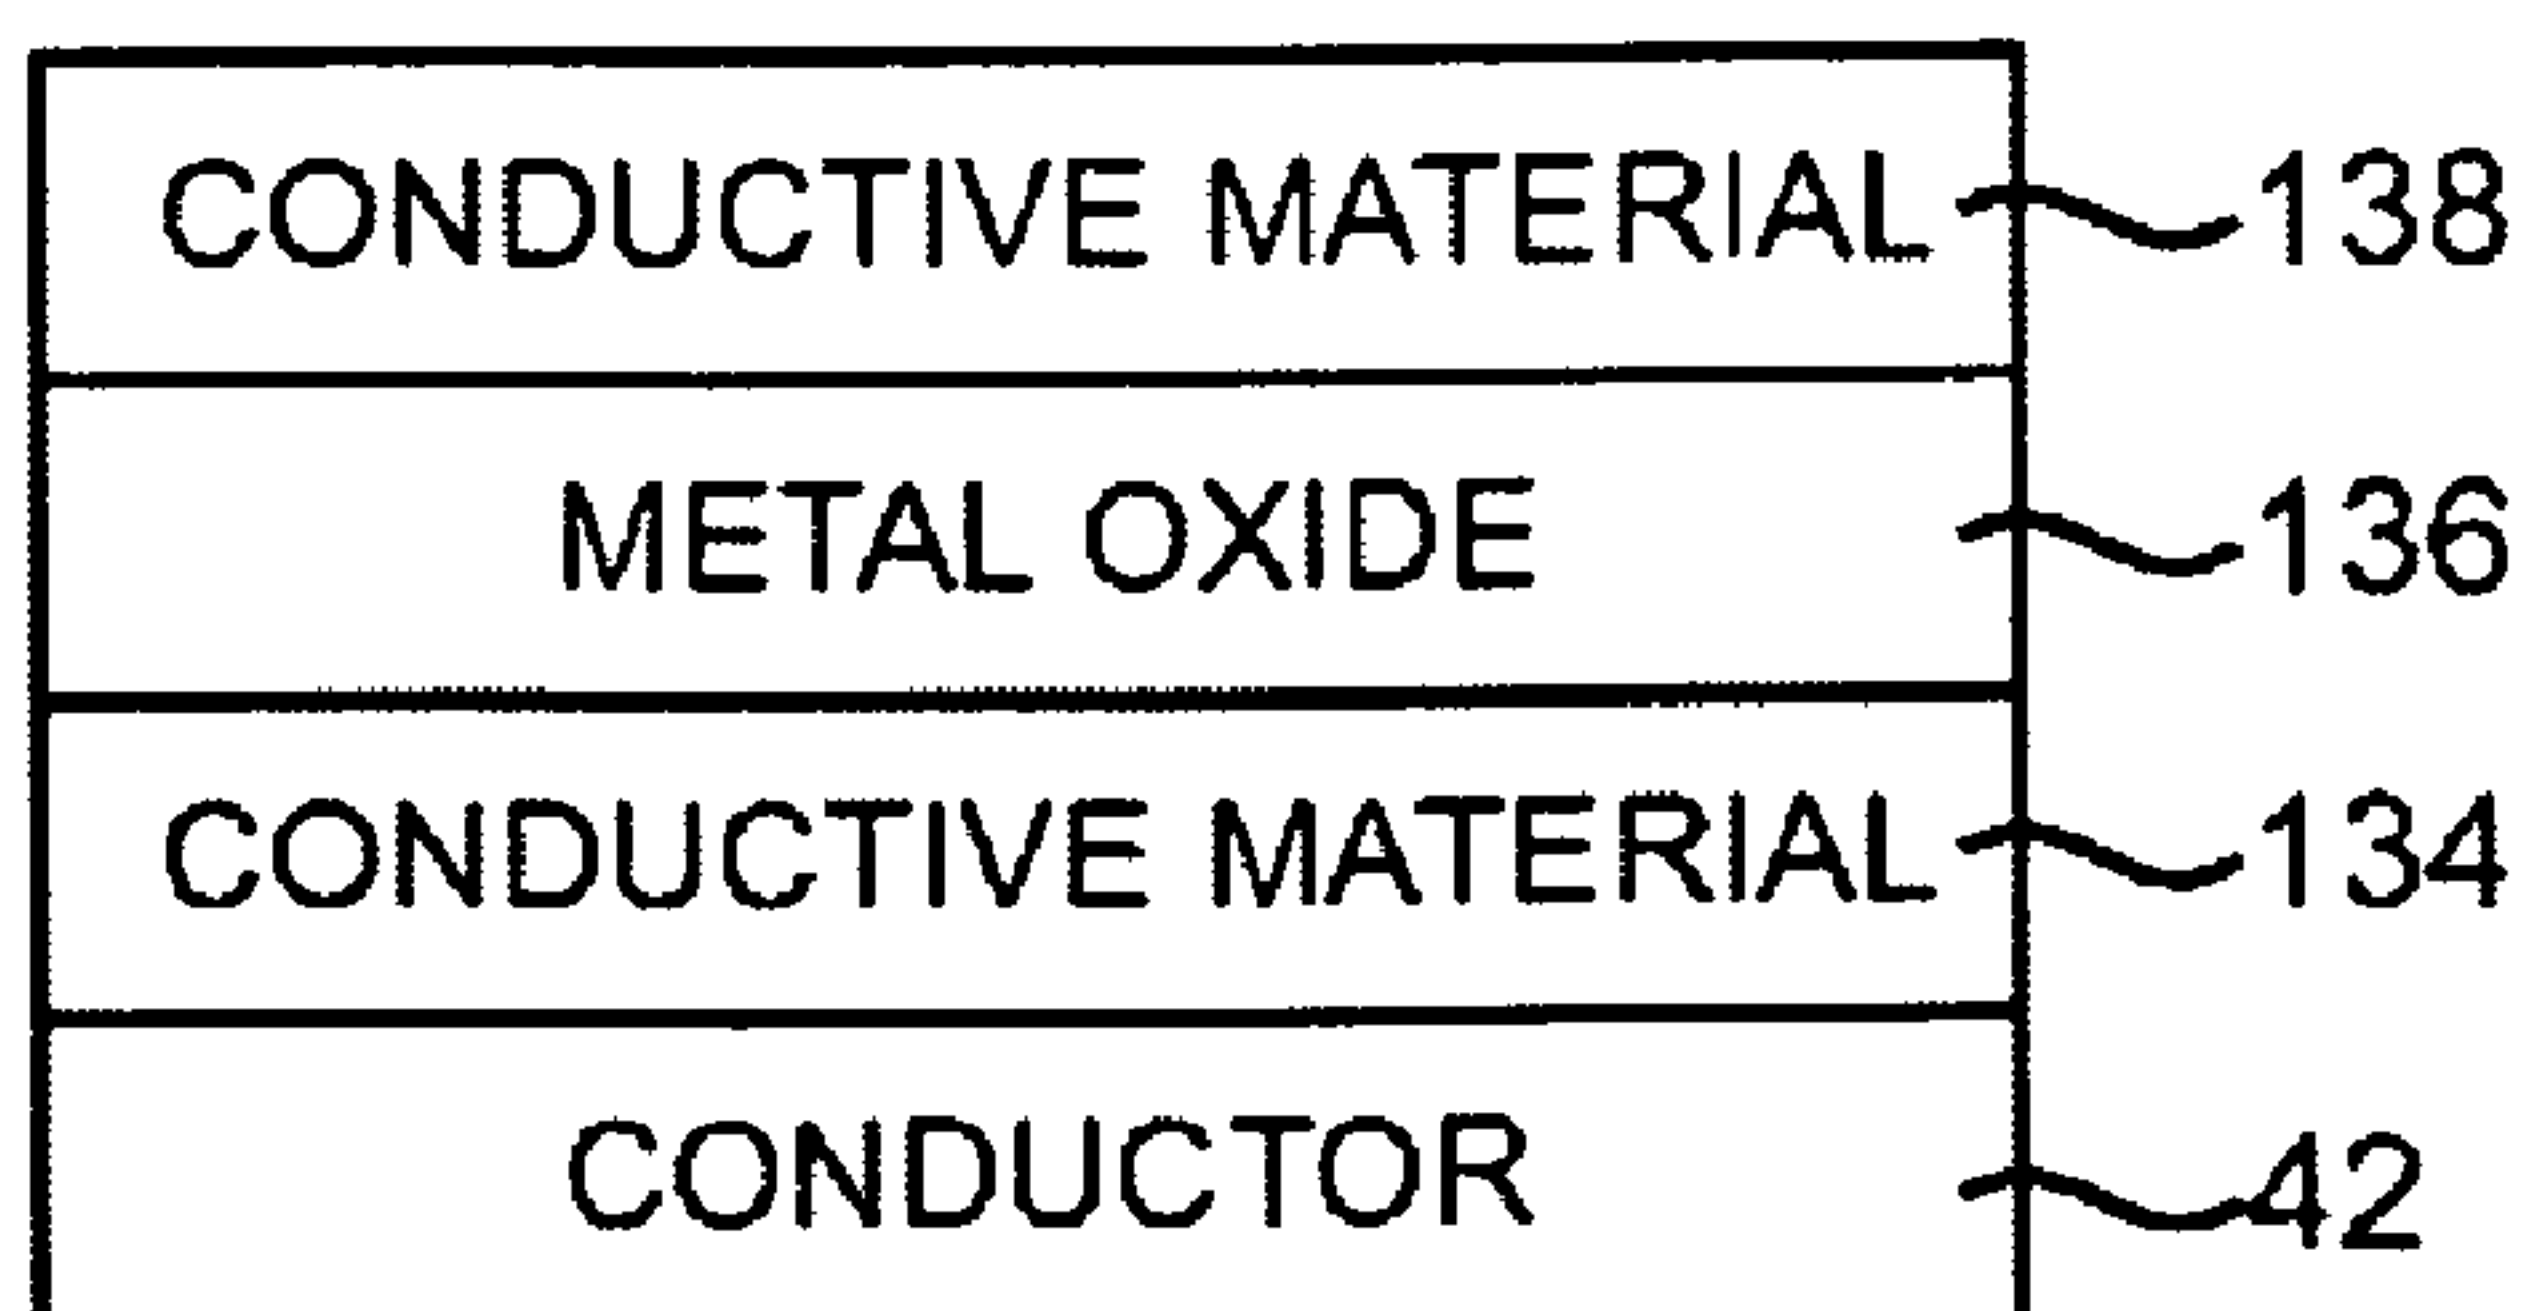 CONDUCTIVE MATERIAL 138
METAL OXIDE 136
CONDUCTIVE MATERIAL 134
CONDUCTOR 42